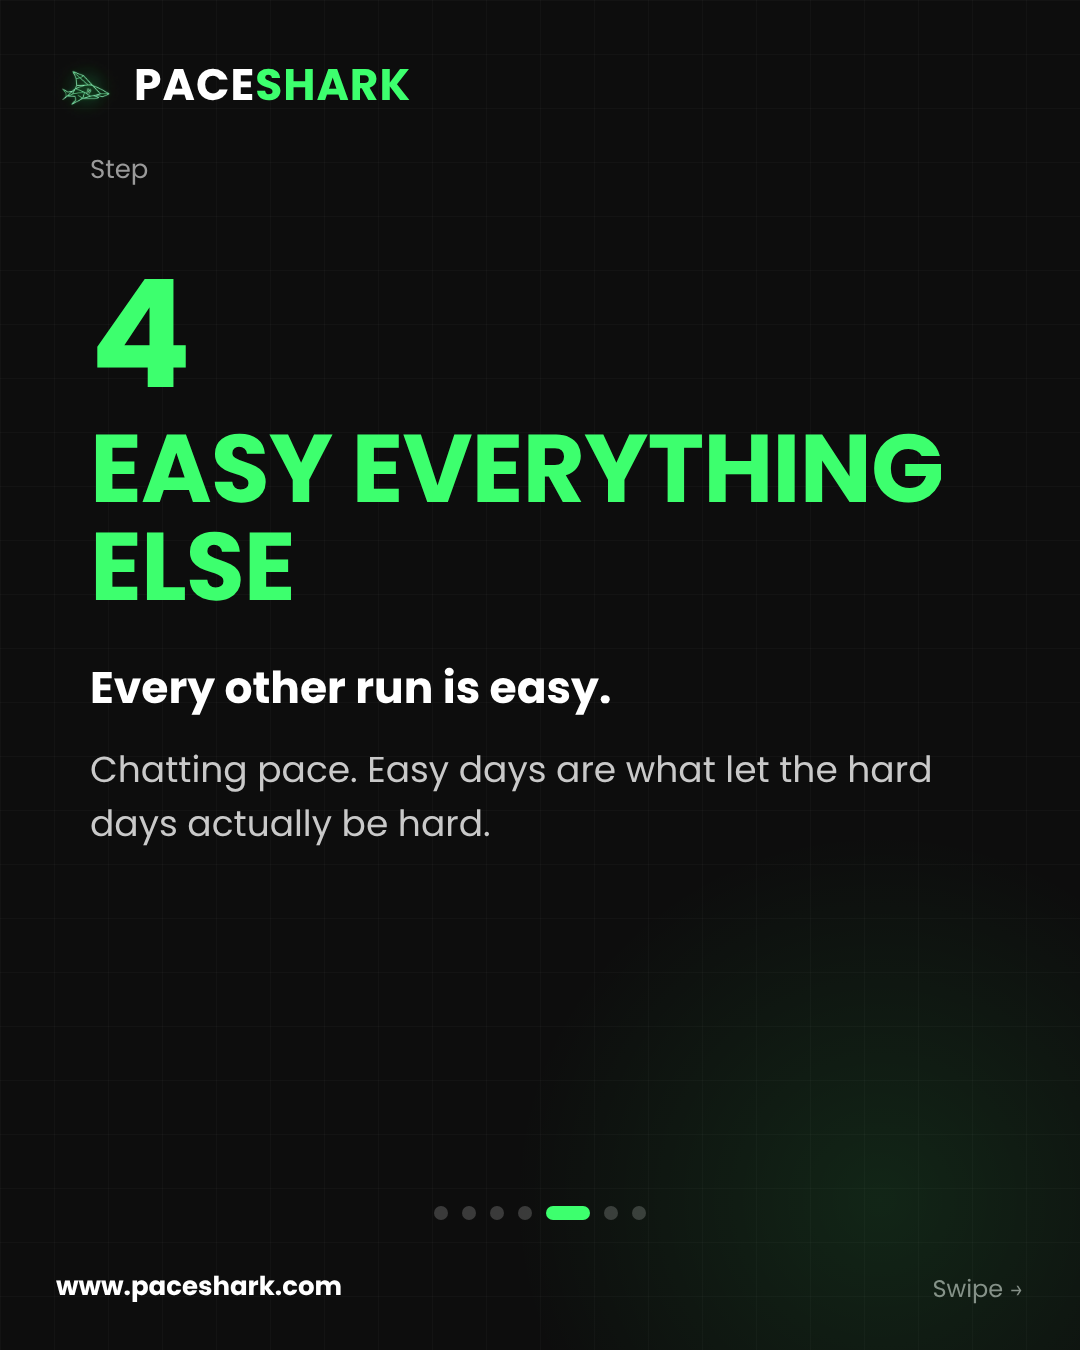 PACESHARK
Step
4
EASY EVERYTHING
ELSE
Every other run is easy.
Chatting pace. Easy days are what let the hard
days actually be hard.
www.paceshark.com
Swipe →